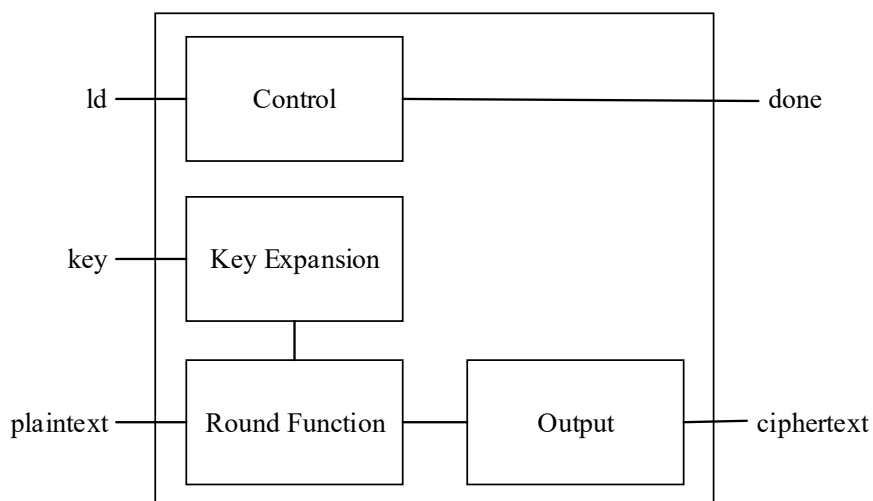 ld
Control
done
key
Key Expansion
plaintext
Round Function
Output
ciphertext